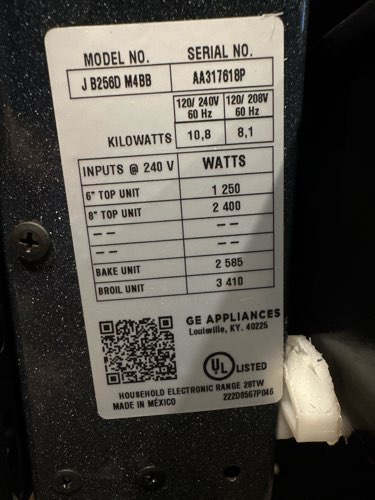 MODEL NO. SERIAL NO.
J B256D M4BB AA317618P
120/ 240V 120/ 208V
60 Hz 60 Hz
KILOWATTS 10,8 8,1
INPUTS @ 240 V WATTS
6" TOP UNIT 1 250
8" TOP UNIT 2 400
-- --
-- --
BAKE UNIT 2 585
BROIL UNIT 3 410
GE APPLIANCES
Louisville, KY. 40225
UL LISTED
HOUSEHOLD ELECTRIC RANGE 20TW
MADE IN MÉXICO 222D8567P046